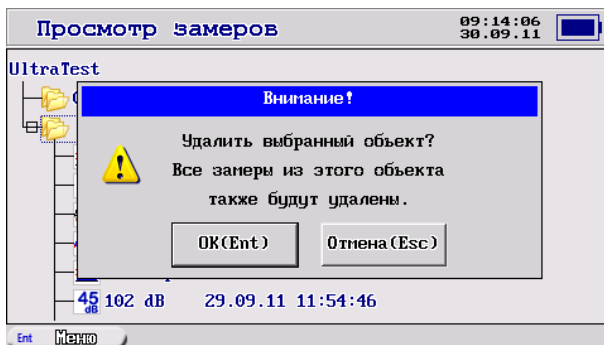 Просмотр замеров
09:14:06
30.09.11
UltraTest
Внимание!
Удалить выбранный объект?
Все замеры из этого объекта
также будут удалены.
OK(Ent)
Отмена(Esc)
45 dB
102 dB 29.09.11 11:54:46
Ent Меню